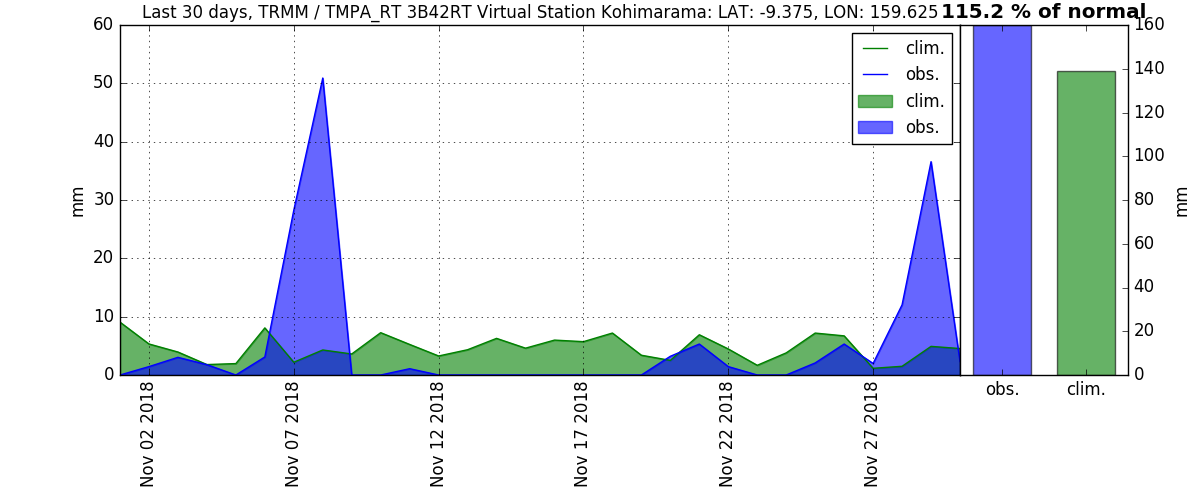 Last 30 days, TRMM / TMPA_RT 3B42RT Virtual Station Kohimarama: LAT: -9.375, LON: 159.625 115.2 % of normal
60
50
40
30
20
10
0
mm
clim.
obs.
clim.
obs.
160
140
120
100
80
60
40
20
0
mm
obs. clim.
Nov 02 2018
Nov 07 2018
Nov 12 2018
Nov 17 2018
Nov 22 2018
Nov 27 2018